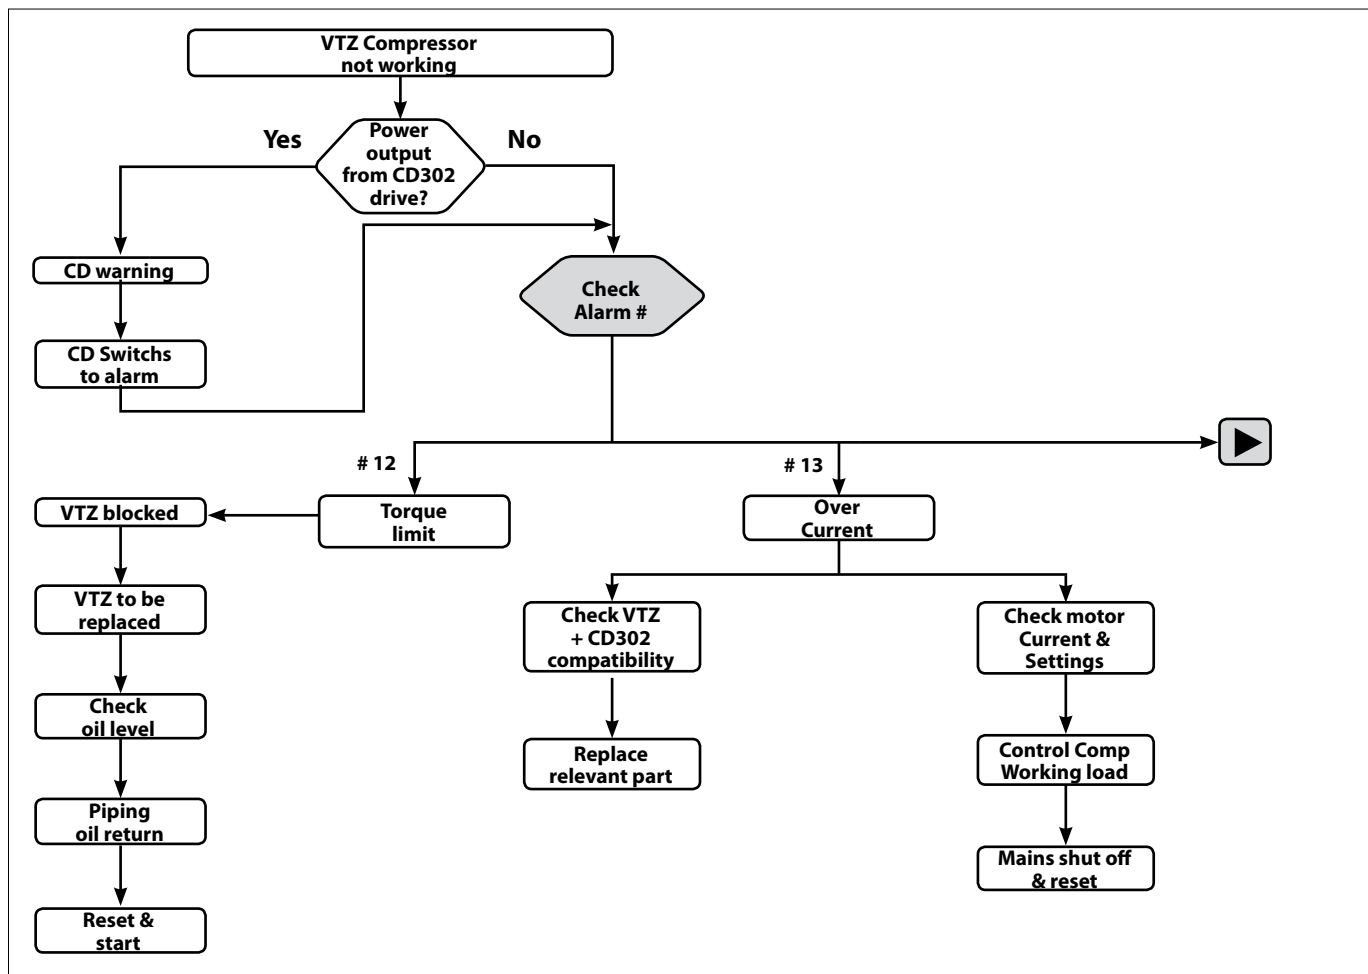 VTZ Compressor
not working
Yes
Power
output
from CD302
drive?
No
CD warning
CD Switchs
to alarm
Check
Alarm #
# 12
# 13
VTZ blocked
Torque
limit
Over
Current
VTZ to be
replaced
Check VTZ
+ CD302
compatibility
Check motor
Current &
Settings
Check
oil level
Replace
relevant part
Control Comp
Working load
Piping
oil return
Mains shut off
& reset
Reset &
start